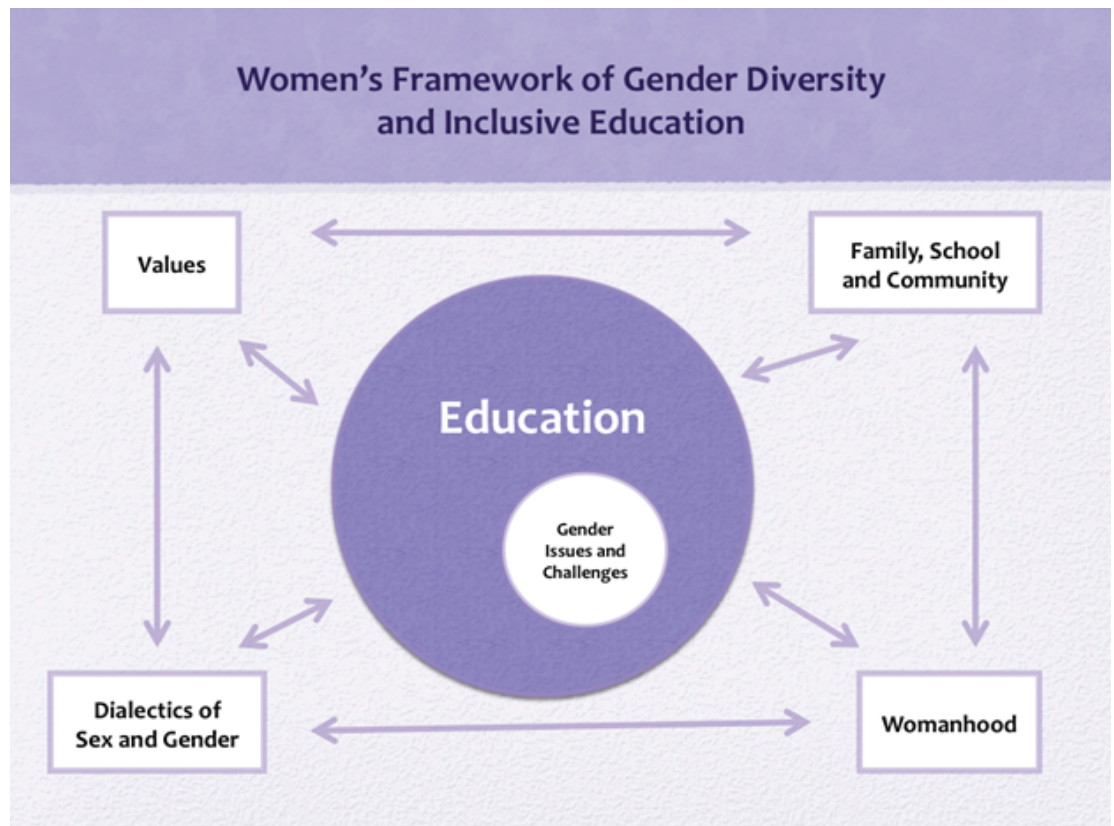 Women’s Framework of Gender Diversity
and Inclusive Education
Values
Family, School
and Community
Education
Gender
Issues and
Challenges
Dialectics of
Sex and Gender
Womanhood